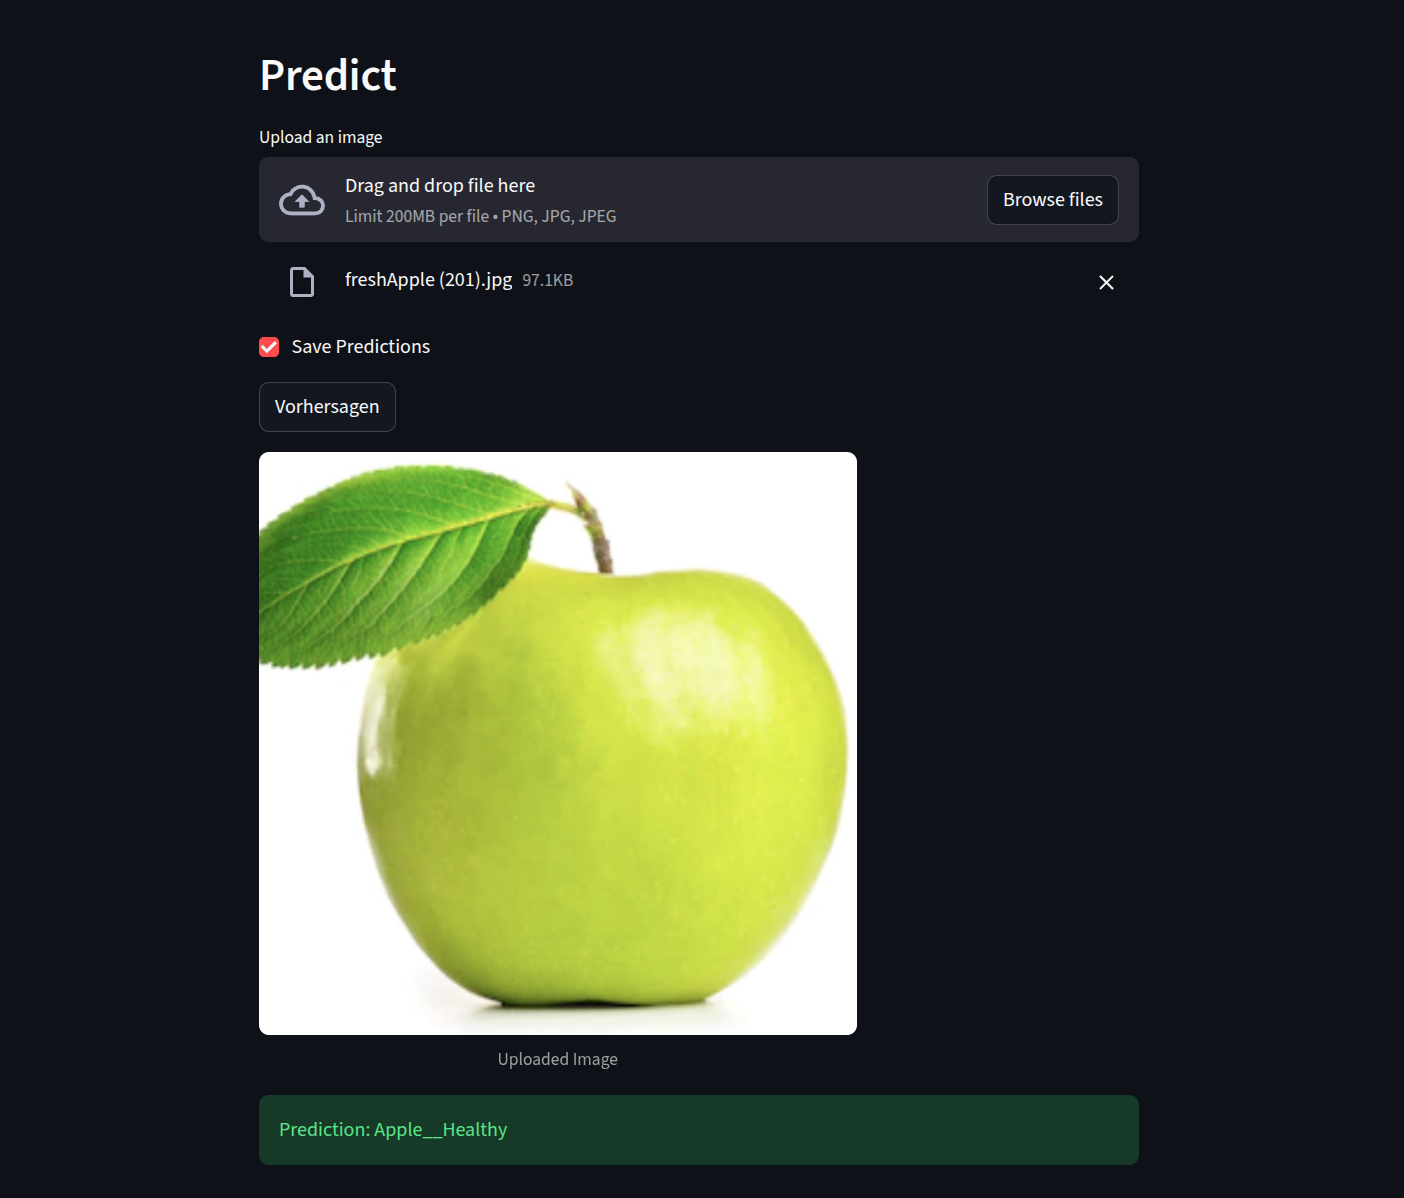 Predict
Upload an image
Drag and drop file here
Limit 200MB per file • PNG, JPG, JPEG
Browse files
freshApple (201).jpg 97.1KB
Save Predictions
Vorhersagen
Uploaded Image
Prediction: Apple__Healthy